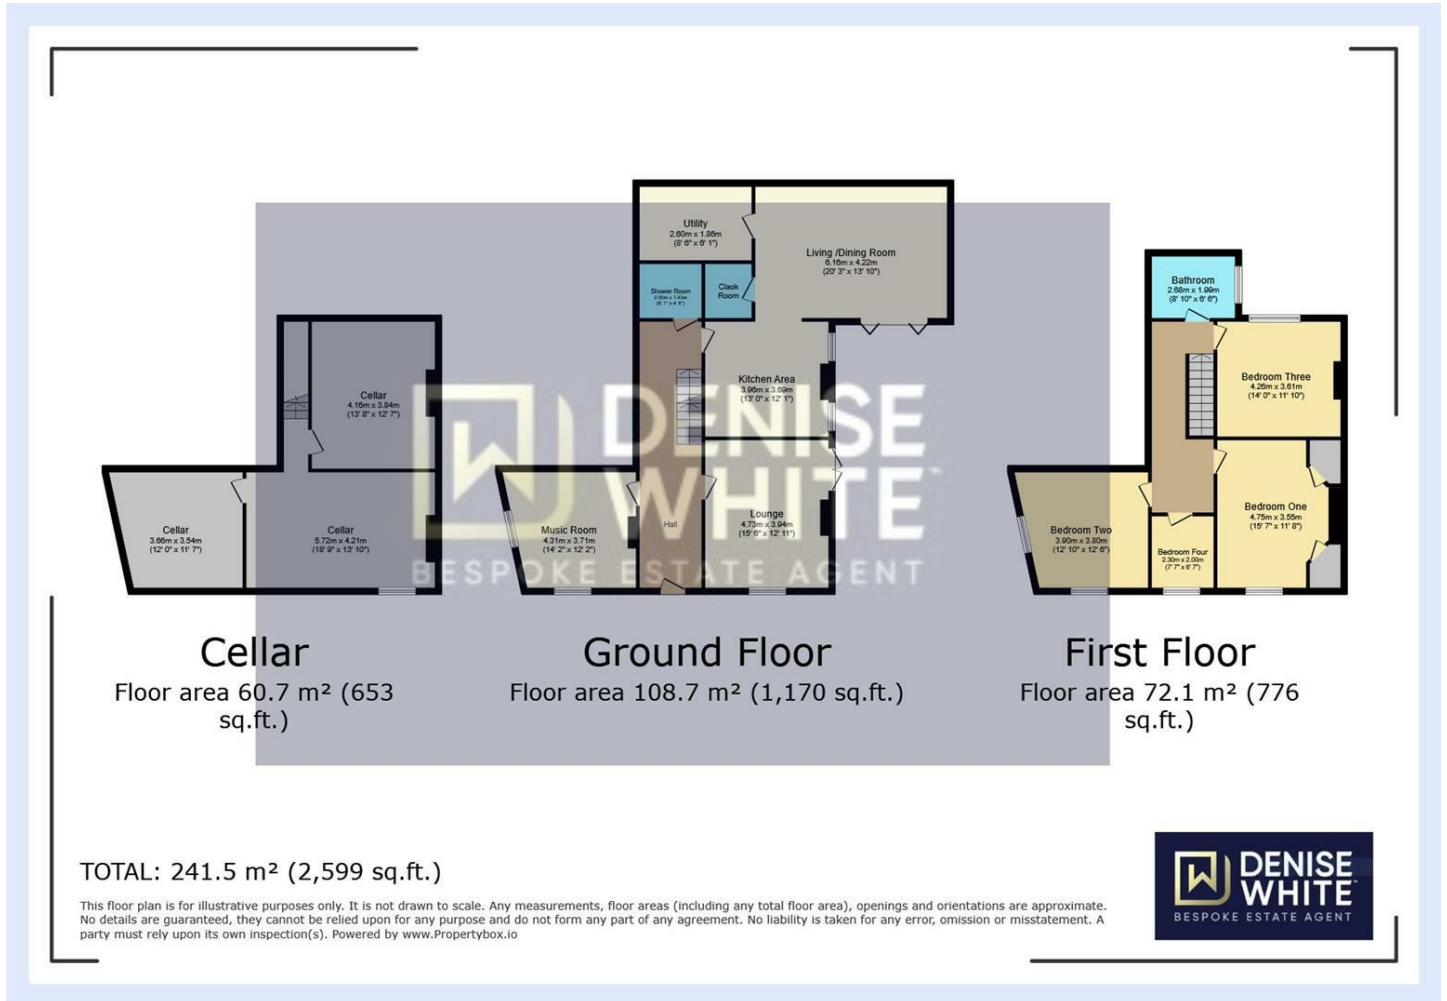 Utility
2.60m x 1.86m
(8' 6" x 6' 1")
Living /Dining Room
6.16m x 4.22m
(20' 3" x 13' 10")
Shower Room
Claok
Room
Kitchen Area
3.96m x 3.69m
(13' 0" x 12' 1")
Music Room
4.31m x 3.71m
(14' 2" x 12' 2")
Hall
Lounge
4.73m x 3.94m
(15' 6" x 12' 11")
Cellar
4.16m x 3.84m
(13' 8" x 12' 7")
Cellar
3.66m x 3.54m
(12' 0" x 11' 7")
Cellar
5.72m x 4.21m
(18' 9" x 13' 10")
Bathroom
2.68m x 1.99m
(8' 10" x 6' 6")
Bedroom Three
4.26m x 3.61m
(14' 0" x 11' 10")
Bedroom One
4.75m x 3.55m
(15' 7" x 11' 8")
Bedroom Two
3.90m x 3.80m
(12' 10" x 12' 6")
Bedroom Four
2.30m x 2.00m
(7' 7" x 6' 7")
DENISE
WHITE
BESPOKE ESTATE AGENT
Cellar
Floor area 60.7 m² (653
sq.ft.)
Ground Floor
Floor area 108.7 m² (1,170 sq.ft.)
First Floor
Floor area 72.1 m² (776
sq.ft.)
TOTAL: 241.5 m² (2,599 sq.ft.)
This floor plan is for illustrative purposes only. It is not drawn to scale. Any measurements, floor areas (including any total floor area), openings and orientations are approximate.
No details are guaranteed, they cannot be relied upon for any purpose and do not form any part of any agreement. No liability is taken for any error, omission or misstatement. A
party must rely upon its own inspection(s). Powered by www.Propertybox.io
DENISE
WHITE
BESPOKE ESTATE AGENT